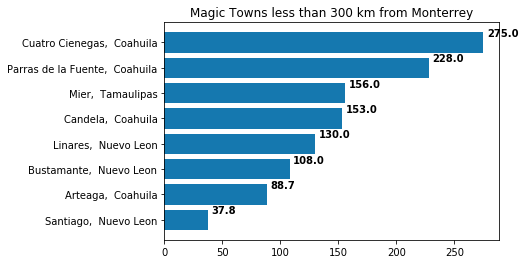 Magic Towns less than 300 km from Monterrey
Cuatro Cienegas,  Coahuila 275.0
Parras de la Fuente,  Coahuila 228.0
Mier,  Tamaulipas 156.0
Candela,  Coahuila 153.0
Linares,  Nuevo Leon 130.0
Bustamante,  Nuevo Leon 108.0
Arteaga,  Coahuila 88.7
Santiago,  Nuevo Leon 37.8
0 50 100 150 200 250